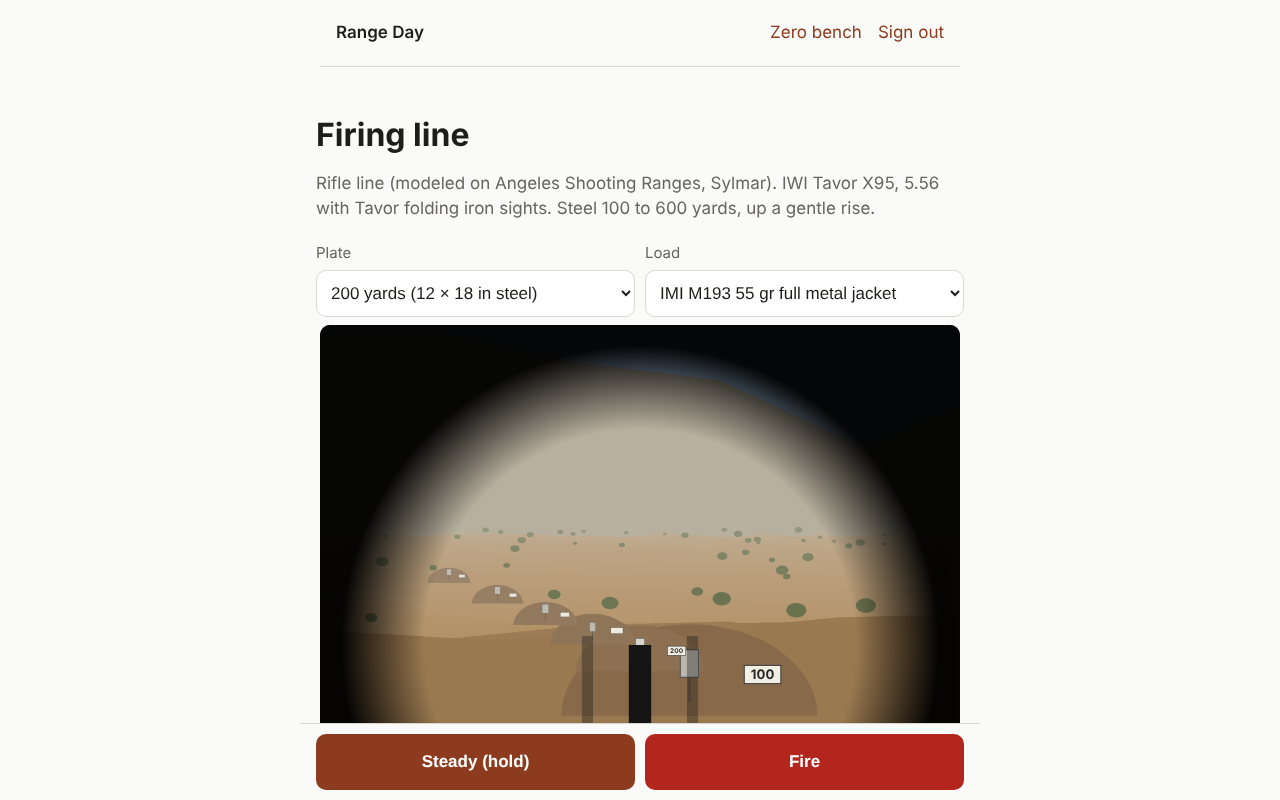 Range Day
Zero bench
Sign out
Firing line
Rifle line (modeled on Angeles Shooting Ranges, Sylmar). IWI Tavor X95, 5.56
with Tavor folding iron sights. Steel 100 to 600 yards, up a gentle rise.
Plate
Load
200 yards (12 × 18 in steel)
IMI M193 55 gr full metal jacket
200
100
Steady (hold)
Fire